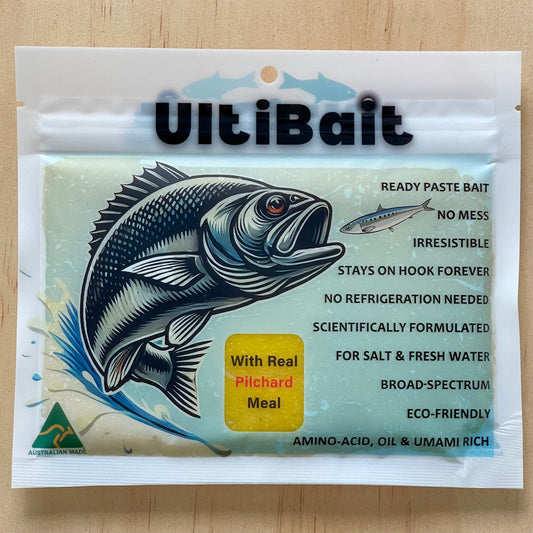 UltiBait
READY PASTE BAIT
NO MESS
IRRESISTIBLE
STAYS ON HOOK FOREVER
NO REFRIGERATION NEEDED
SCIENTIFICALLY FORMULATED
FOR SALT & FRESH WATER
BROAD-SPECTRUM
ECO-FRIENDLY
AMINO-ACID, OIL & UMAMI RICH
With Real
Pilchard
Meal
AUSTRALIAN MADE